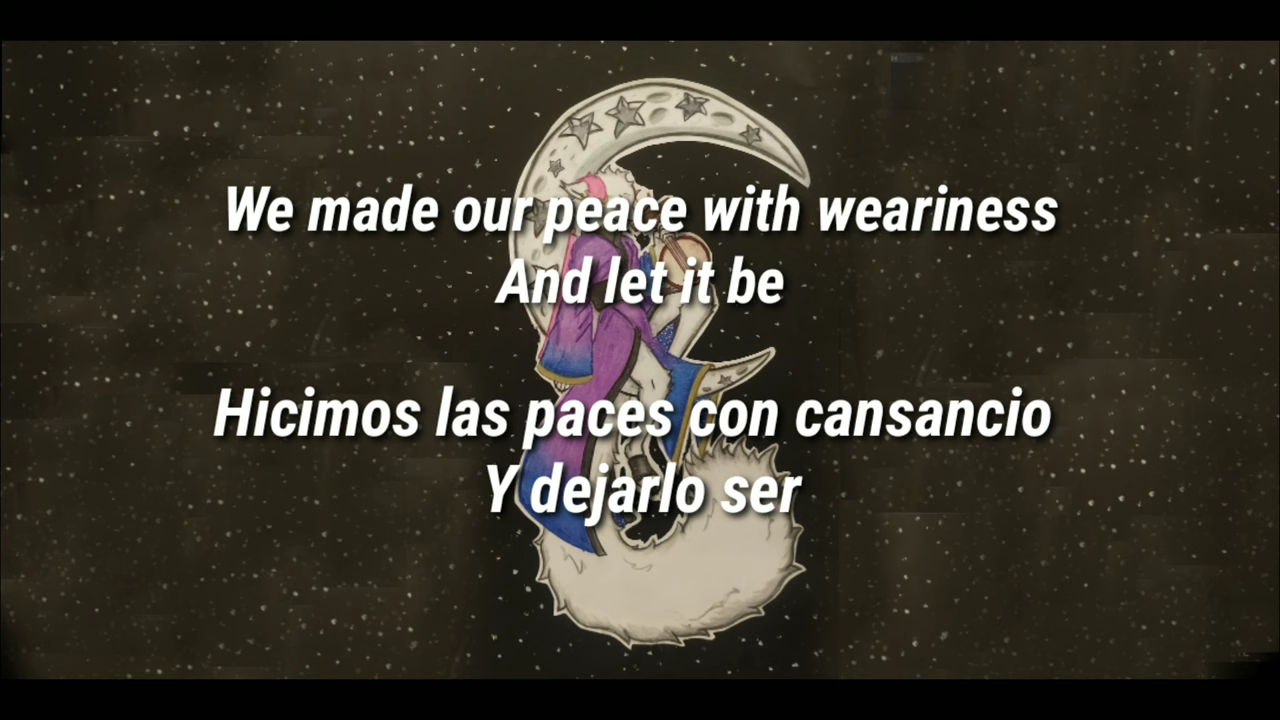 We made our peace with weariness
And let it be
Hicimos las paces con cansancio
Y dejarlo ser